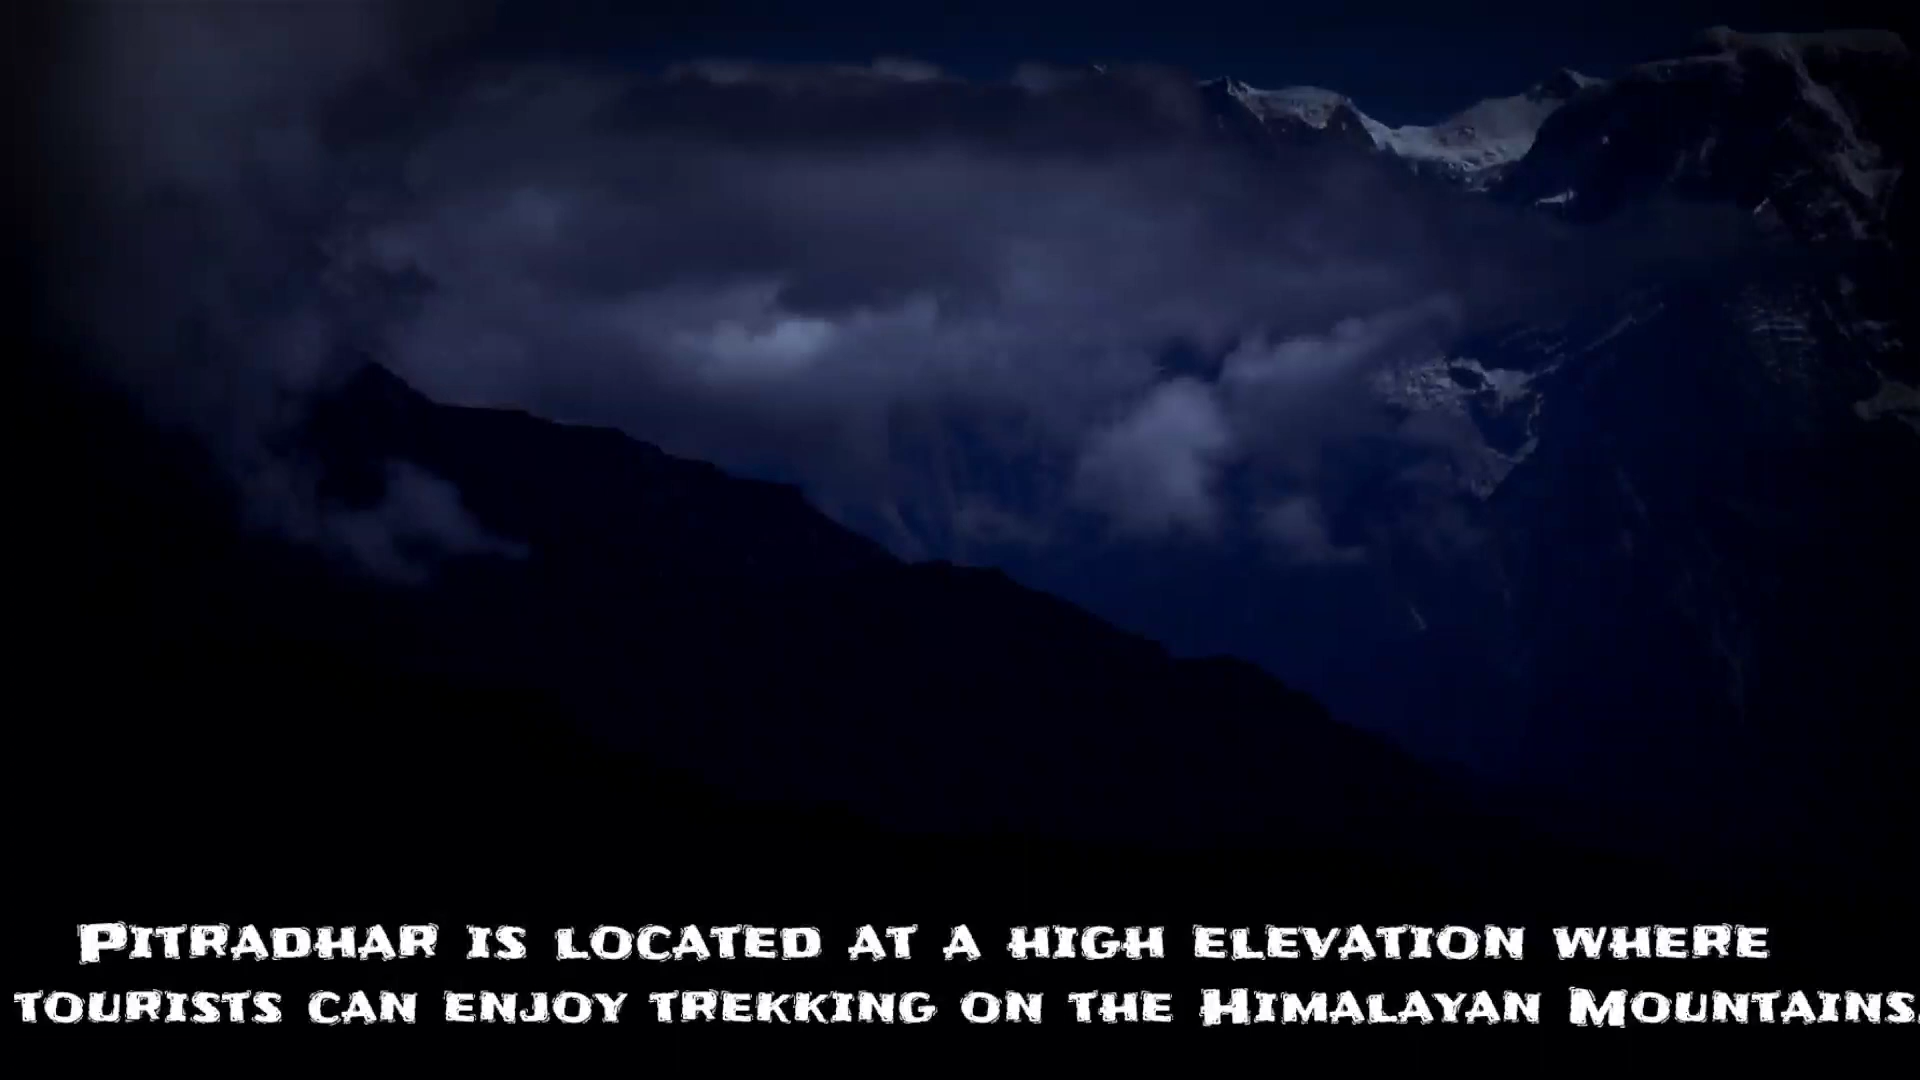 Pitradhar is located at a high elevation where
tourists can enjoy trekking on the Himalayan Mountains.